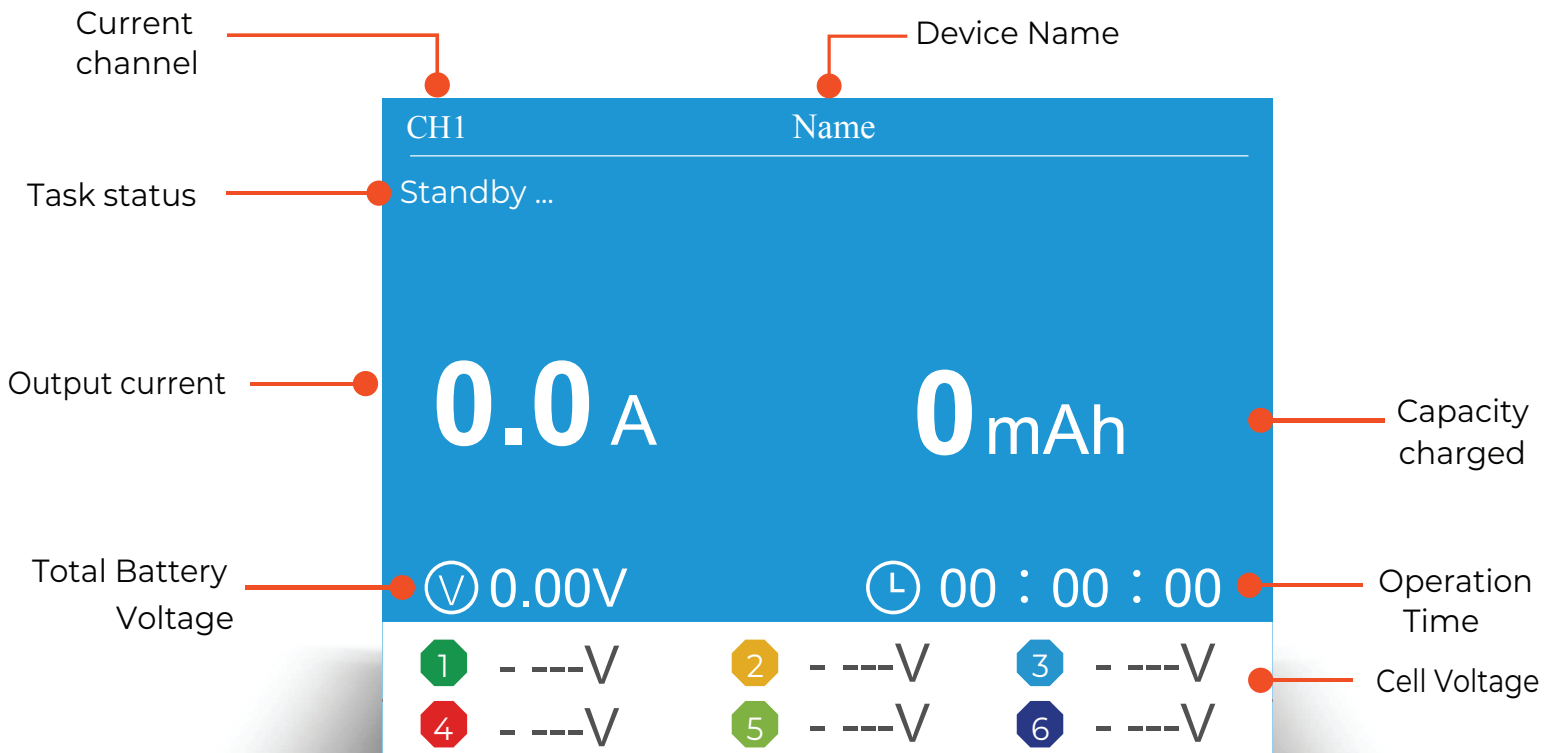 Current
channel
Device Name
CH1
Name
Task status
Standby ...
Output current
0.0 A
0 mAh
Capacity
charged
Total Battery
Voltage
V 0.00V
00 : 00 : 00
Operation
Time
1 - ---V
2 - ---V
3 - ---V
Cell Voltage
4 - ---V
5 - ---V
6 - ---V